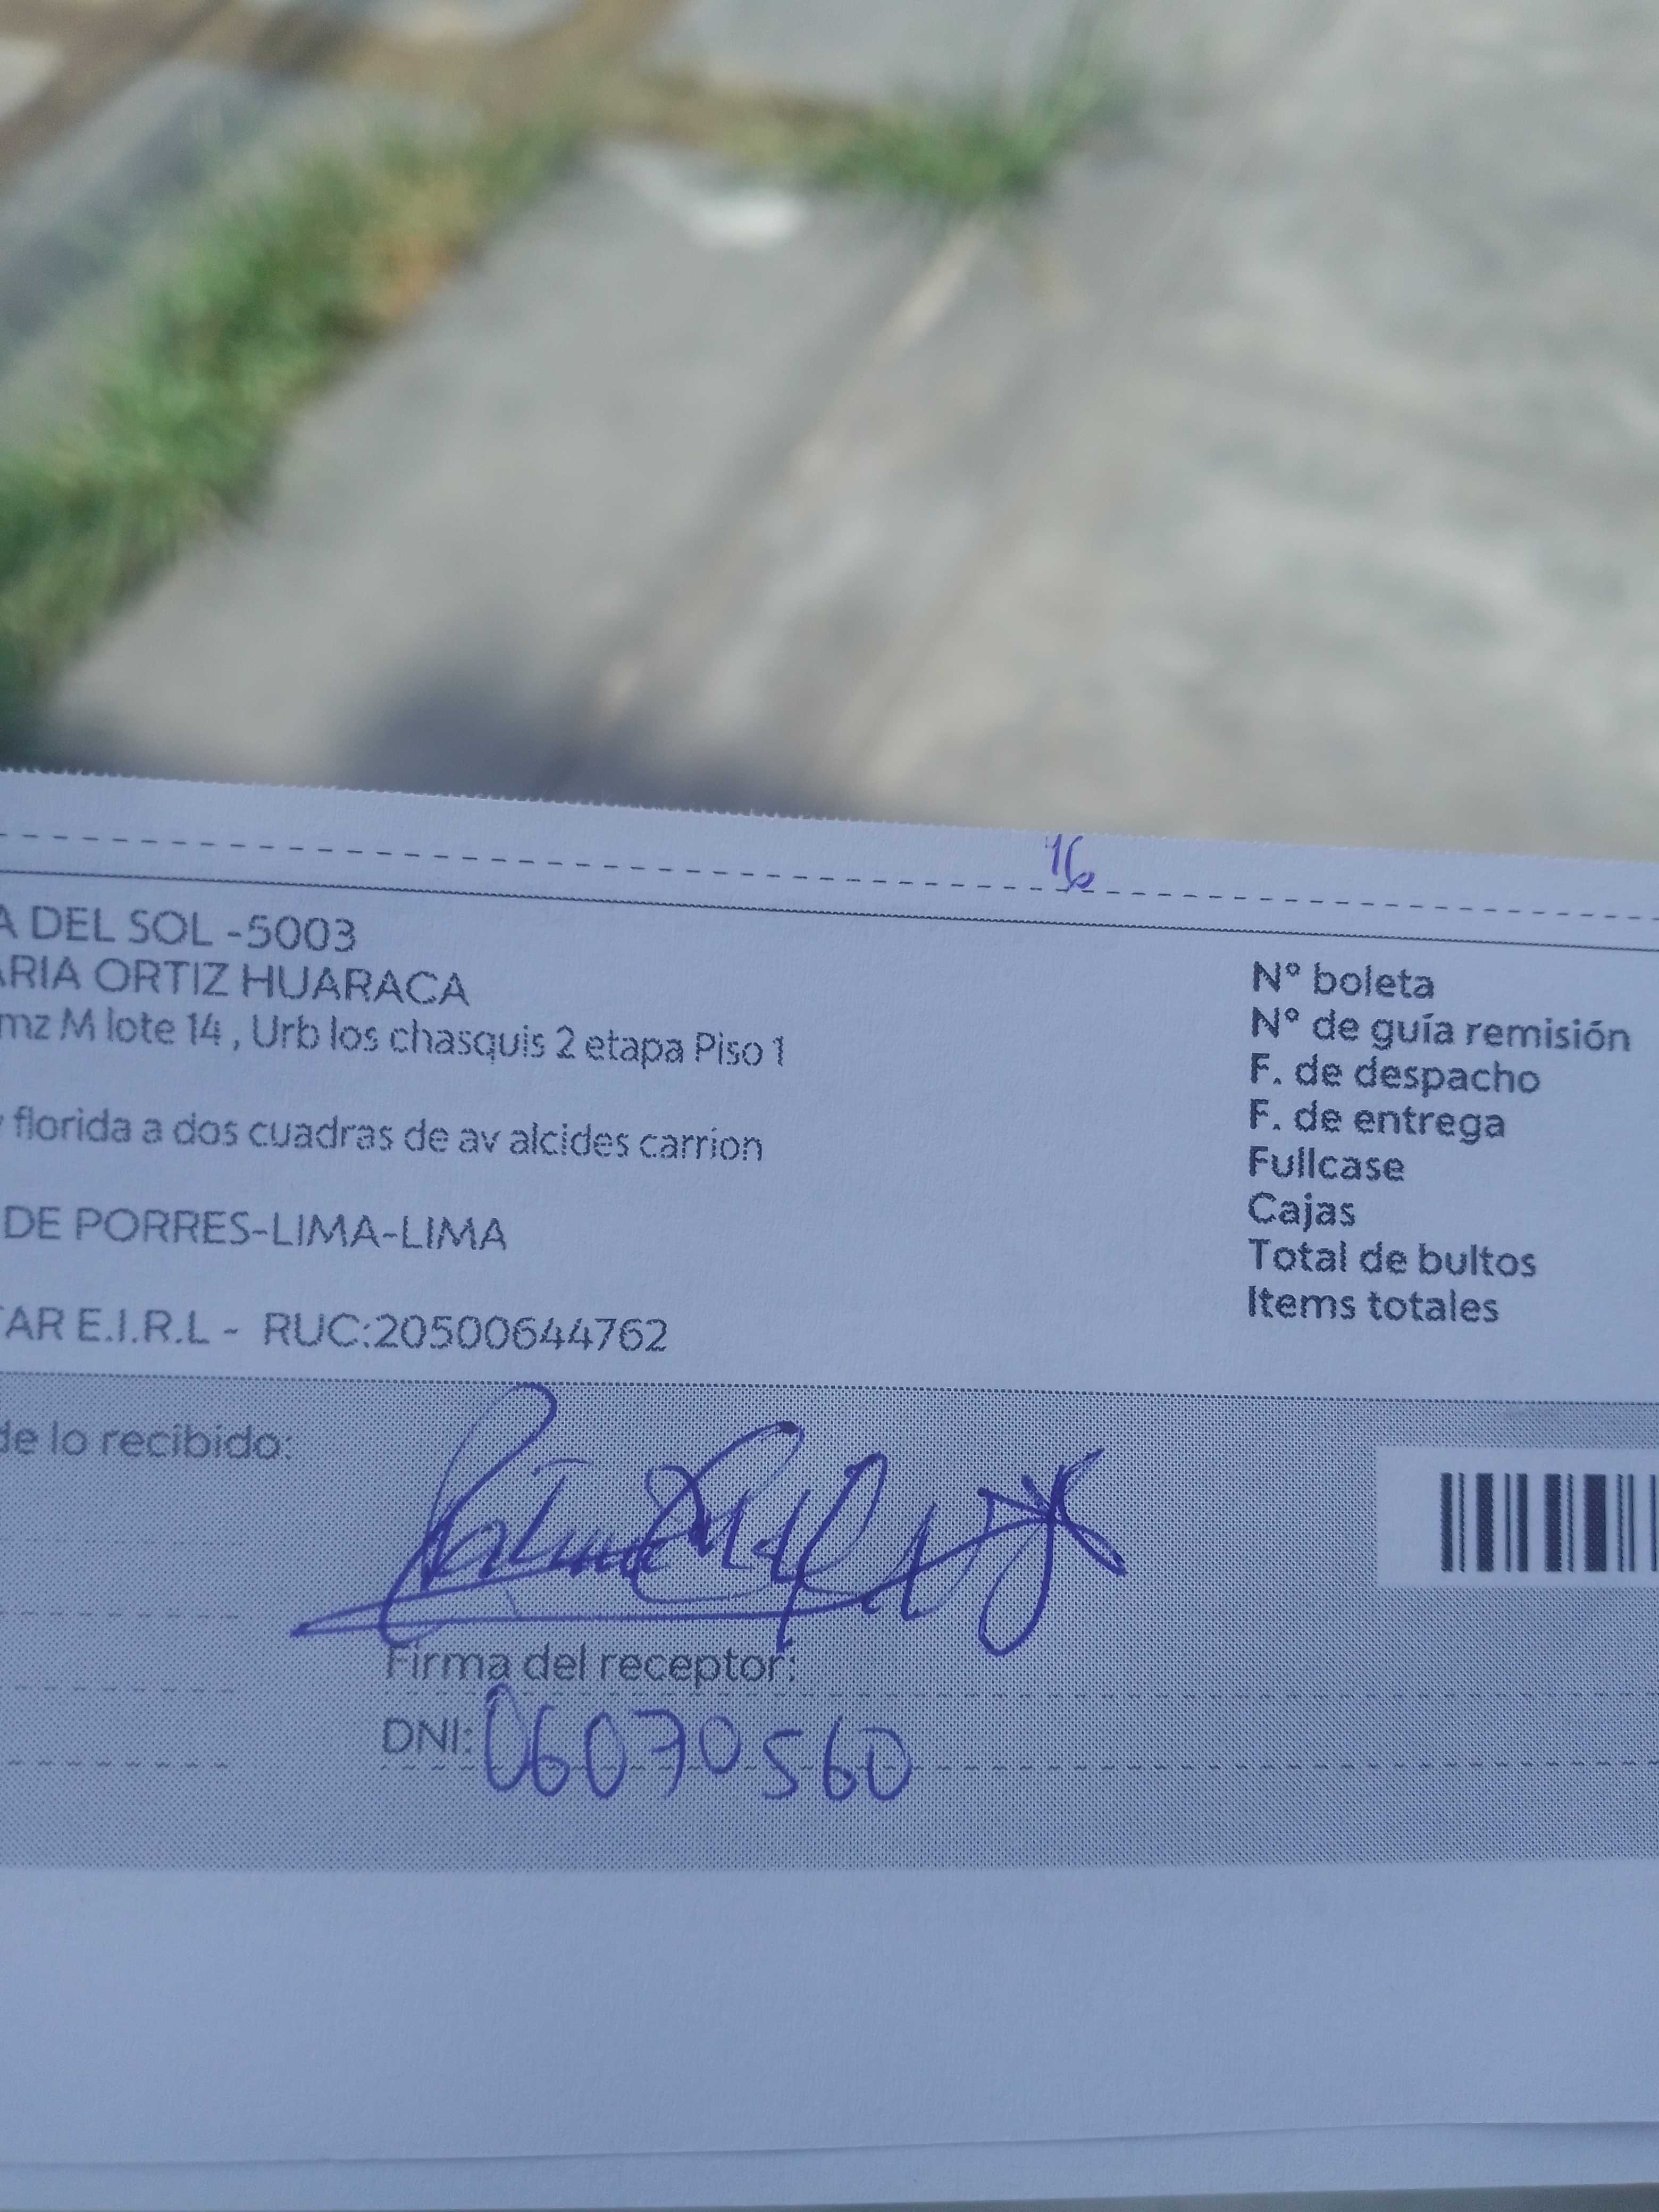 16
A DEL SOL -5003
ARIA ORTIZ HUARACA
mz M lote 14 , Urb los chasquis 2 etapa Piso 1
florida a dos cuadras de av alcides carrion
DE PORRES-LIMA-LIMA
TAR E.I.R.L - RUC:20500644762
N° boleta
N° de guía remisión
F. de despacho
F. de entrega
Fullcase
Cajas
Total de bultos
Items totales
de lo recibido:
Firma del receptor:
DNI: 06070560